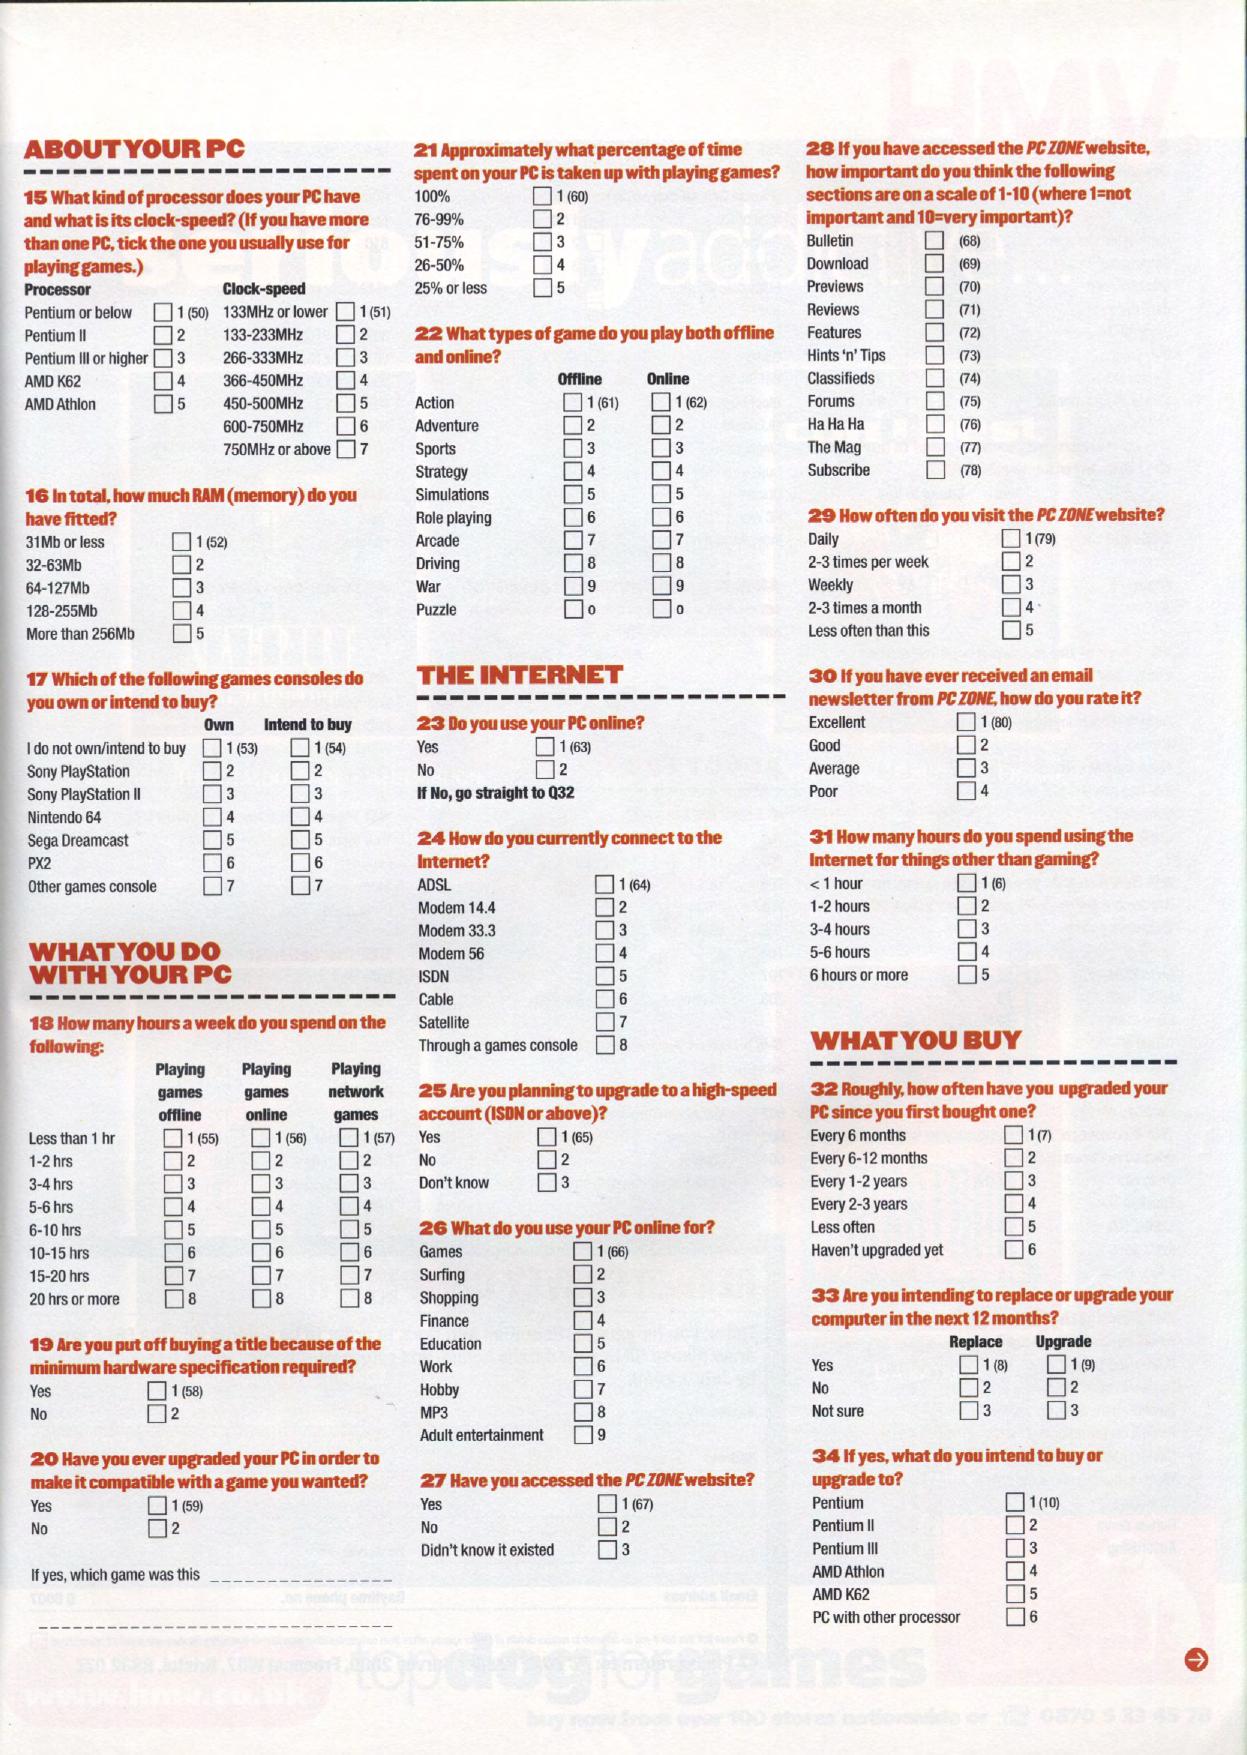 ABOUT YOUR PC
15 What kind of processor does your PC have
and what is its clock-speed? (If you have more
than one PC, tick the one you usually use for
playing games.)
Processor Clock-speed
Pentium or below 1 (50) 133MHz or lower 1 (51)
Pentium II 2 133-233MHz 2
Pentium III or higher 3 266-333MHz 3
AMD K62 4 366-450MHz 4
AMD Athlon 5 450-500MHz 5
600-750MHz 6
750MHz or above 7
16 In total, how much RAM (memory) do you
have fitted?
31Mb or less 1 (52)
32-63Mb 2
64-127Mb 3
128-255Mb 4
More than 256Mb 5
17 Which of the following games consoles do
you own or intend to buy?
Own Intend to buy
I do not own/intend to buy 1 (53) 1 (54)
Sony PlayStation 2 2
Sony PlayStation II 3 3
Nintendo 64 4 4
Sega Dreamcast 5 5
PX2 6 6
Other games console 7 7
WHAT YOU DO
WITH YOUR PC
18 How many hours a week do you spend on the
following:
Playing Playing Playing
games games network
offline online games
Less than 1 hr 1 (55) 1 (56) 1 (57)
1-2 hrs 2 2 2
3-4 hrs 3 3 3
5-6 hrs 4 4 4
6-10 hrs 5 5 5
10-15 hrs 6 6 6
15-20 hrs 7 7 7
20 hrs or more 8 8 8
19 Are you put off buying a title because of the
minimum hardware specification required?
Yes 1 (58)
No 2
20 Have you ever upgraded your PC in order to
make it compatible with a game you wanted?
Yes 1 (59)
No 2
If yes, which game was this
21 Approximately what percentage of time
spent on your PC is taken up with playing games?
100% 1 (60)
76-99% 2
51-75% 3
26-50% 4
25% or less 5
22 What types of game do you play both offline
and online?
Offline Online
Action 1 (61) 1 (62)
Adventure 2 2
Sports 3 3
Strategy 4 4
Simulations 5 5
Role playing 6 6
Arcade 7 7
Driving 8 8
War 9 9
Puzzle 0 0
THE INTERNET
23 Do you use your PC online?
Yes 1 (63)
No 2
If No, go straight to Q32
24 How do you currently connect to the
Internet?
ADSL 1 (64)
Modem 14.4 2
Modem 33.3 3
Modem 56 4
ISDN 5
Cable 6
Satellite 7
Through a games console 8
25 Are you planning to upgrade to a high-speed
account (ISDN or above)?
Yes 1 (65)
No 2
Don't know 3
26 What do you use your PC online for?
Games 1 (66)
Surfing 2
Shopping 3
Finance 4
Education 5
Work 6
Hobby 7
MP3 8
Adult entertainment 9
27 Have you accessed the PC ZONE website?
Yes 1 (67)
No 2
Didn't know it existed 3
28 If you have accessed the PC ZONE website,
how important do you think the following
sections are on a scale of 1-10 (where 1=not
important and 10=very important)?
Bulletin (68)
Download (69)
Previews (70)
Reviews (71)
Features (72)
Hints 'n' Tips (73)
Classifieds (74)
Forums (75)
Ha Ha Ha (76)
The Mag (77)
Subscribe (78)
29 How often do you visit the PC ZONE website?
Daily 1 (79)
2-3 times per week 2
Weekly 3
2-3 times a month 4
Less often than this 5
30 If you have ever received an email
newsletter from PC ZONE, how do you rate it?
Excellent 1 (80)
Good 2
Average 3
Poor 4
31 How many hours do you spend using the
Internet for things other than gaming?
< 1 hour 1 (6)
1-2 hours 2
3-4 hours 3
5-6 hours 4
6 hours or more 5
WHAT YOU BUY
32 Roughly, how often have you upgraded your
PC since you first bought one?
Every 6 months 1 (7)
Every 6-12 months 2
Every 1-2 years 3
Every 2-3 years 4
Less often 5
Haven't upgraded yet 6
33 Are you intending to replace or upgrade your
computer in the next 12 months?
Replace Upgrade
Yes 1 (8) 1 (9)
No 2 2
Not sure 3 3
34 If yes, what do you intend to buy or
upgrade to?
Pentium 1 (10)
Pentium II 2
Pentium III 3
AMD Athlon 4
AMD K62 5
PC with other processor 6